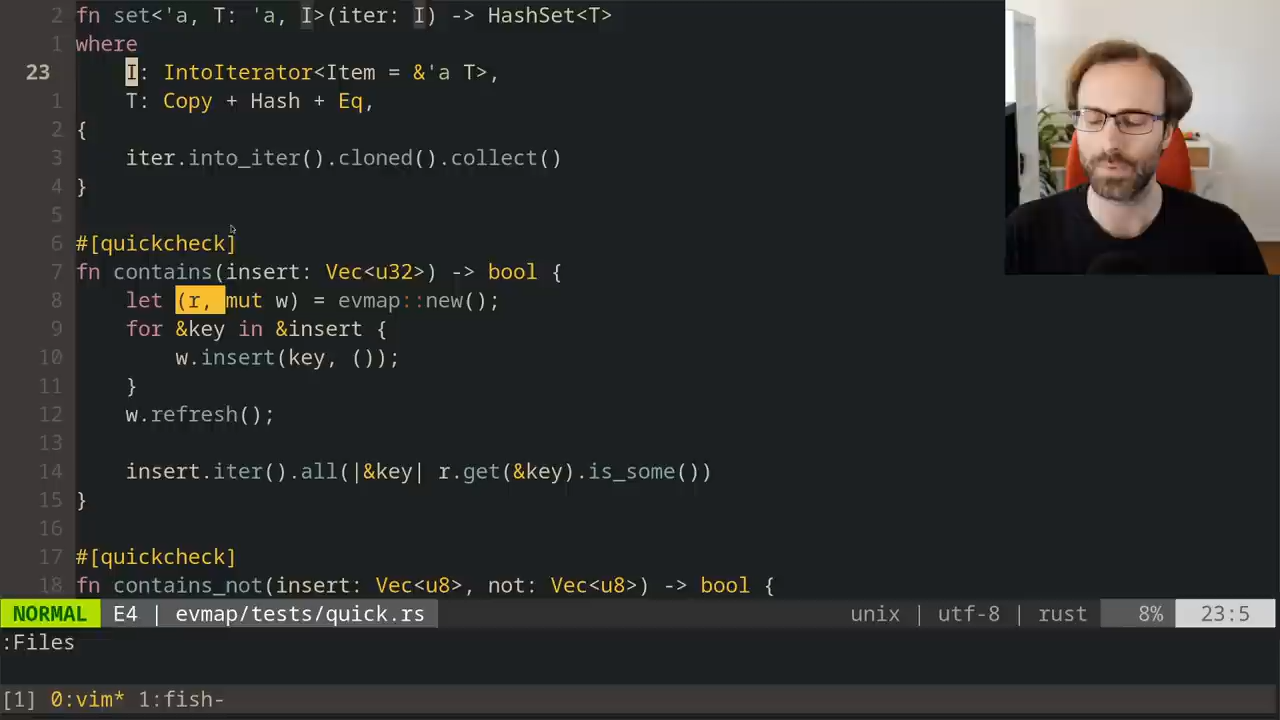 2 fn set<'a, T: 'a, I>(iter: I) -> HashSet<T>
1 where
23 I: IntoIterator<Item = &'a T>,
1 T: Copy + Hash + Eq,
2 {
3 iter.into_iter().cloned().collect()
4 }
5
6 #[quickcheck]
7 fn contains(insert: Vec<u32>) -> bool {
8 let (r, mut w) = evmap::new();
9 for &key in &insert {
10 w.insert(key, ());
11 }
12 w.refresh();
13
14 insert.iter().all(|&key| r.get(&key).is_some())
15 }
16
17 #[quickcheck]
18 fn contains_not(insert: Vec<u8>, not: Vec<u8>) -> bool {
NORMAL E4 | evmap/tests/quick.rs unix | utf-8 | rust 8% 23:5
:Files
[1] 0:vim* 1:fish-